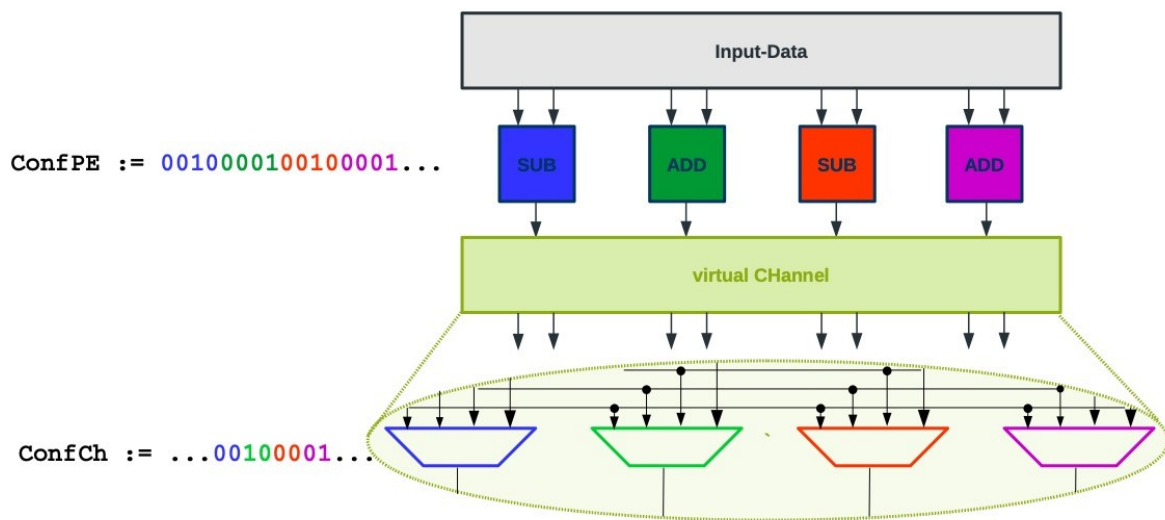 Input-Data
ConfPE := 0010000100100001...
SUB
ADD
SUB
ADD
virtual CHannel
ConfCh := ...00100001...